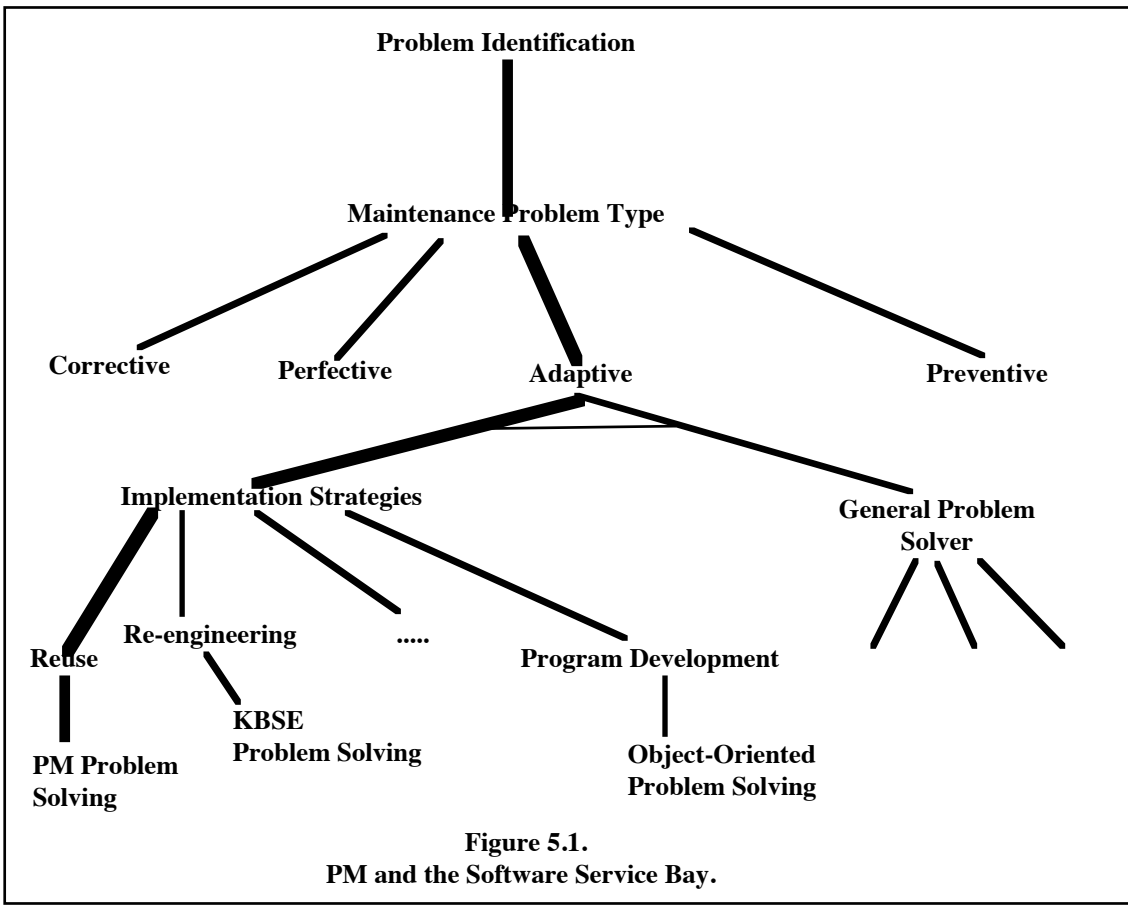 Problem Identification
Maintenance Problem Type
Corrective
Perfective
Adaptive
Preventive
Implementation Strategies
General Problem
Solver
Reuse
Re-engineering
.....
Program Development
PM Problem
Solving
KBSE
Problem Solving
Object-Oriented
Problem Solving
Figure 5.1.
PM and the Software Service Bay.